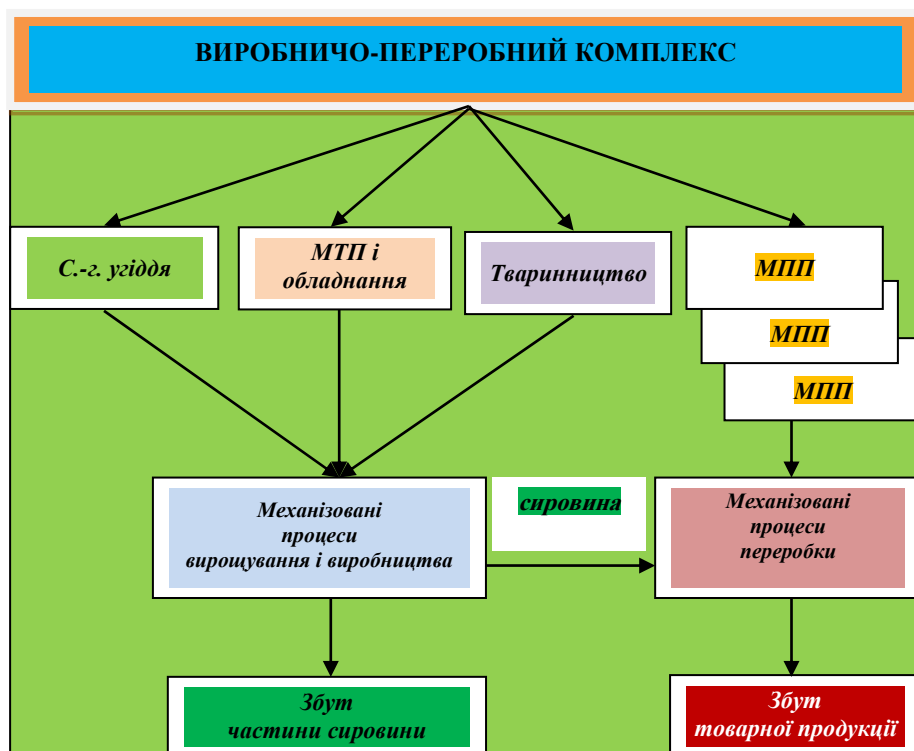 ВИРОБНИЧО-ПЕРЕРОБНИЙ КОМПЛЕКС
С.-г. угіддя
МТП і
обладнання
Тваринництво
МПП
МПП
МПП
Механізовані
процеси
вирощування і виробництва
сировина
Механізовані
процеси
переробки
Збут
частини сировини
Збут
товарної продукції